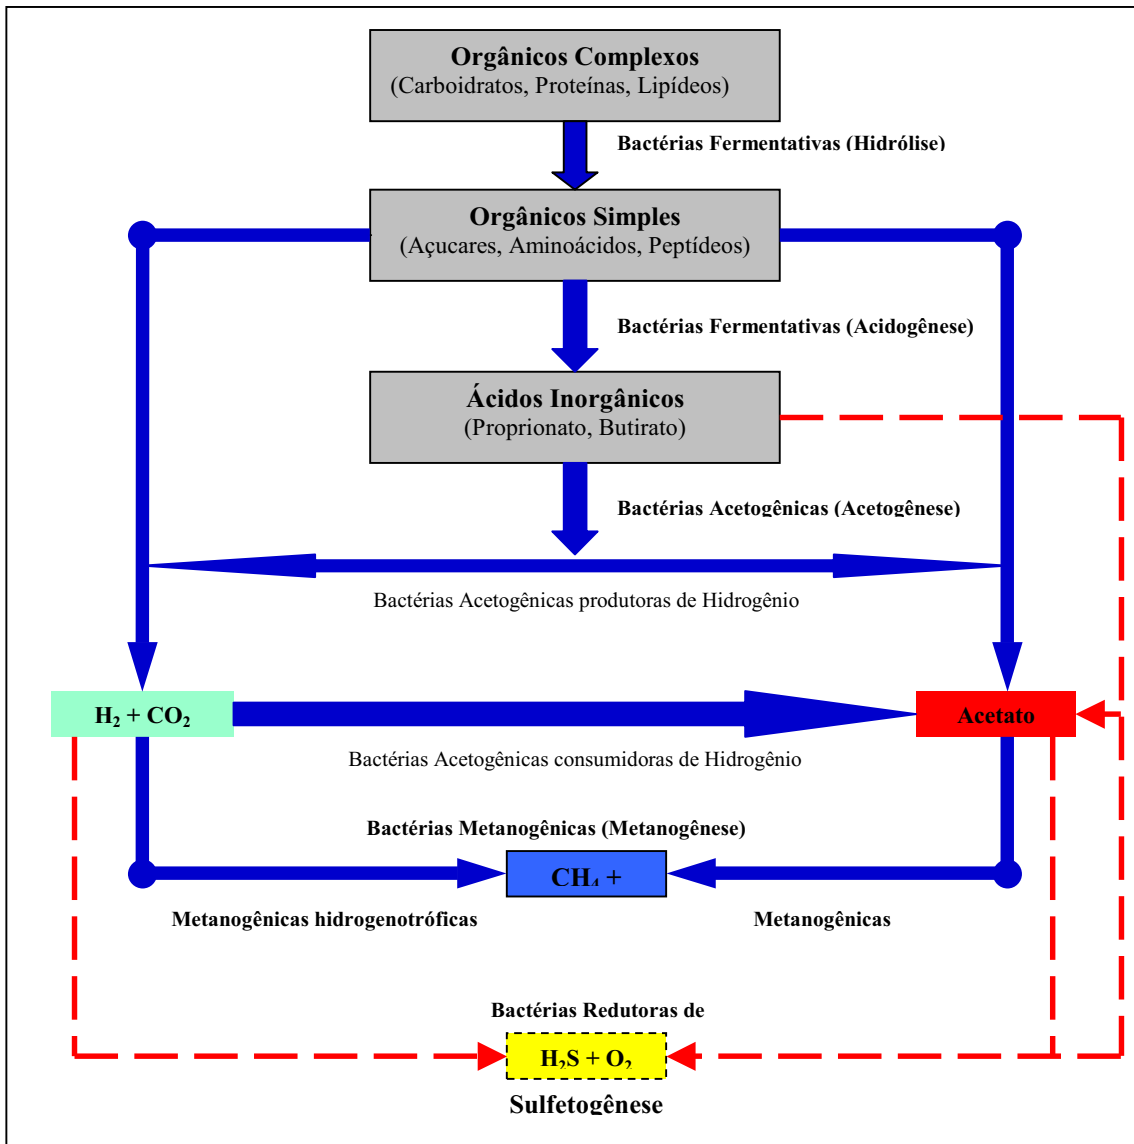 Orgânicos Complexos
(Carboidratos, Proteínas, Lipídeos)
Bactérias Fermentativas (Hidrólise)
Orgânicos Simples
(Açucares, Aminoácidos, Peptídeos)
Bactérias Fermentativas (Acidogênese)
Ácidos Inorgânicos
(Proprionato, Butirato)
Bactérias Acetogênicas (Acetogênese)
Bactérias Acetogênicas produtoras de Hidrogênio
H₂ + CO₂
Acetato
Bactérias Acetogênicas consumidoras de Hidrogênio
Bactérias Metanogênicas (Metanogênese)
CH₄ +
Metanogênicas hidrogenotróficas
Metanogênicas
Bactérias Redutoras de
H₂S + O₂
Sulfetogênese